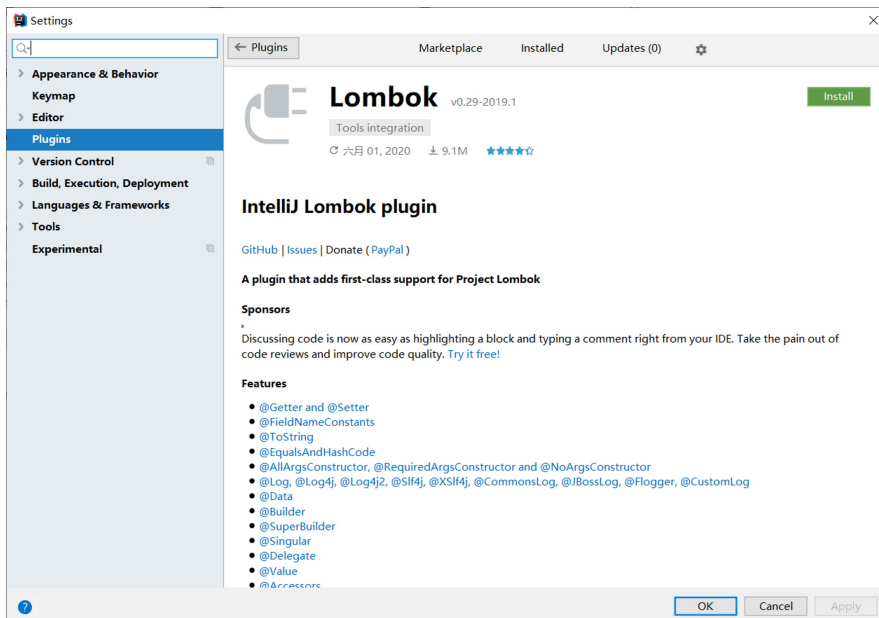 Settings
← Plugins
Marketplace
Installed
Updates (0)
Appearance & Behavior
Keymap
Editor
Plugins
Version Control
Build, Execution, Deployment
Languages & Frameworks
Tools
Experimental
Lombok v0.29-2019.1
Install
Tools integration
六月 01, 2020 9.1M
IntelliJ Lombok plugin
GitHub | Issues | Donate ( PayPal )
A plugin that adds first-class support for Project Lombok
Sponsors
Discussing code is now as easy as highlighting a block and typing a comment right from your IDE. Take the pain out of
code reviews and improve code quality. Try it free!
Features
• @Getter and @Setter
• @FieldNameConstants
• @ToString
• @EqualsAndHashCode
• @AllArgsConstructor, @RequiredArgsConstructor and @NoArgsConstructor
• @Log, @Log4j, @Log4j2, @Slf4j, @XSlf4j, @CommonsLog, @JBossLog, @Flogger, @CustomLog
• @Data
• @Builder
• @SuperBuilder
• @Singular
• @Delegate
• @Value
• @Accessors
?
OK
Cancel
Apply